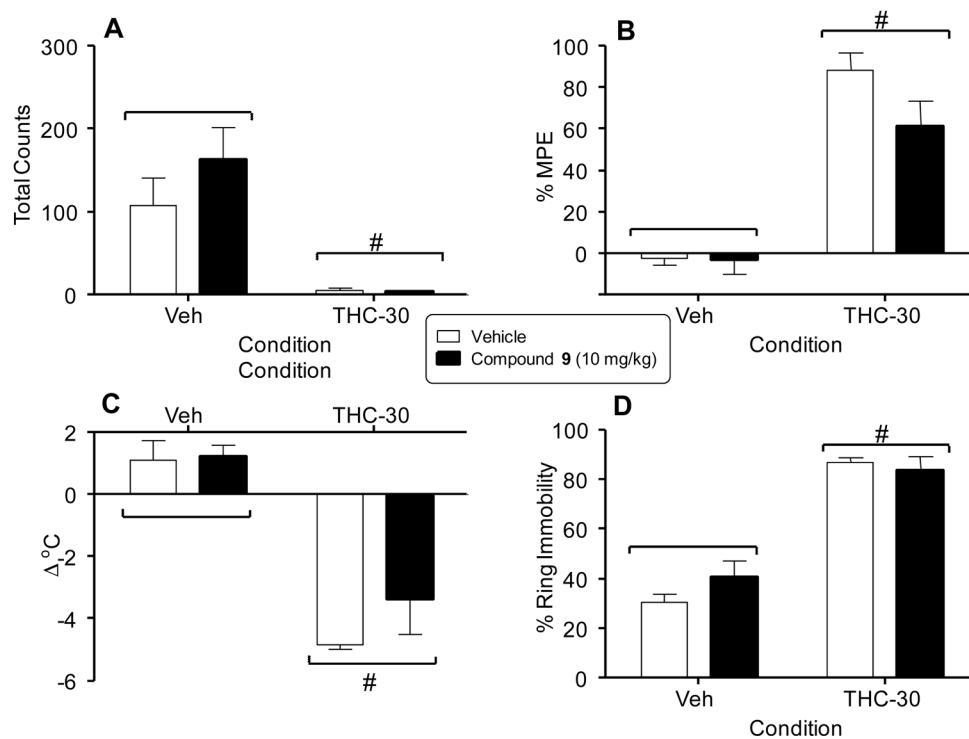 A
300
200
100
0
Total Counts
#
Veh
THC-30
Condition
Condition
B
100
80
60
40
20
0
% MPE
#
Veh
THC-30
Condition
Vehicle
Compound 9 (10 mg/kg)
C
Veh
THC-30
2
0
-2
-4
-6
Δ-°C
#
D
100
80
60
40
20
0
% Ring Immobility
#
Veh
THC-30
Condition